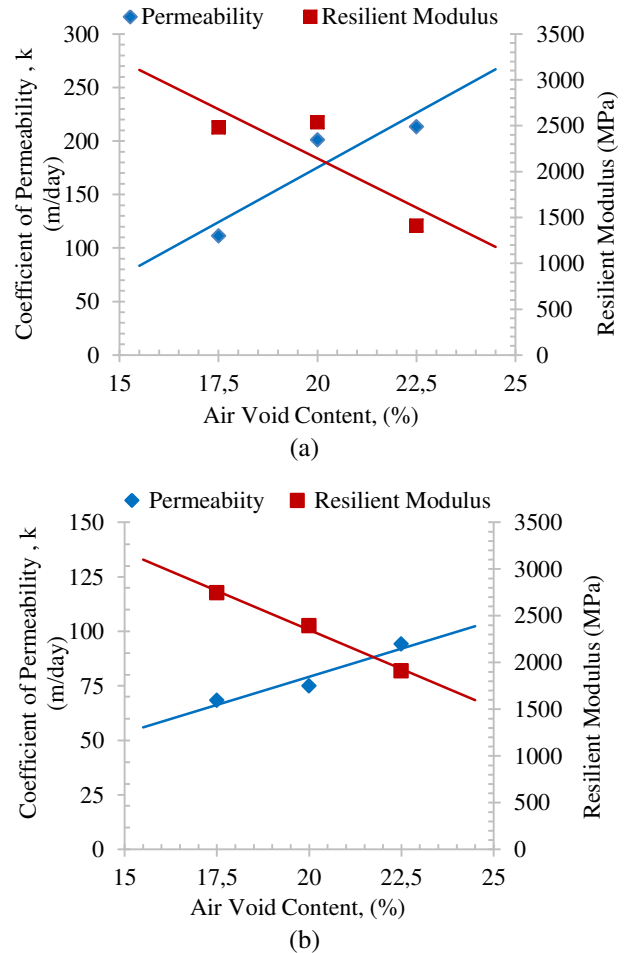 Permeability Resilient Modulus
300 3500
250 3000
200 2500
150 2000
100 1500
50 1000
0 500
0
Coefficient of Permeability , k
(m/day)
Resilient Modulus (MPa)
15 17,5 20 22,5 25
Air Void Content, (%)
(a)
Permeabiity Resilient Modulus
150 3500
125 3000
100 2500
75 2000
50 1500
25 1000
0 500
0
Coefficient of Permeability , k
(m/day)
Resilient Modulus (MPa)
15 17,5 20 22,5 25
Air Void Content, (%)
(b)